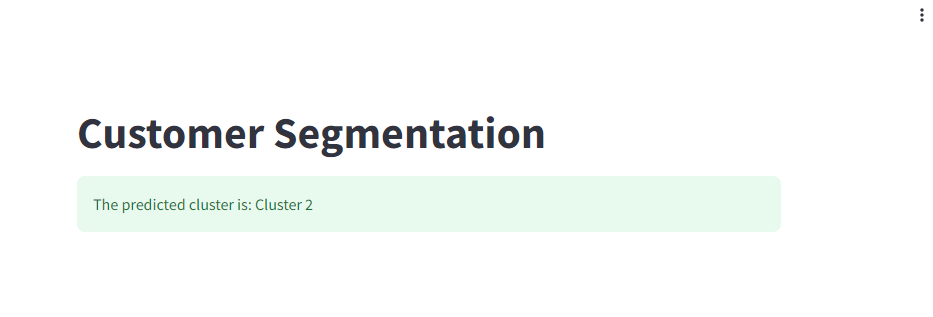 Customer Segmentation
The predicted cluster is: Cluster 2